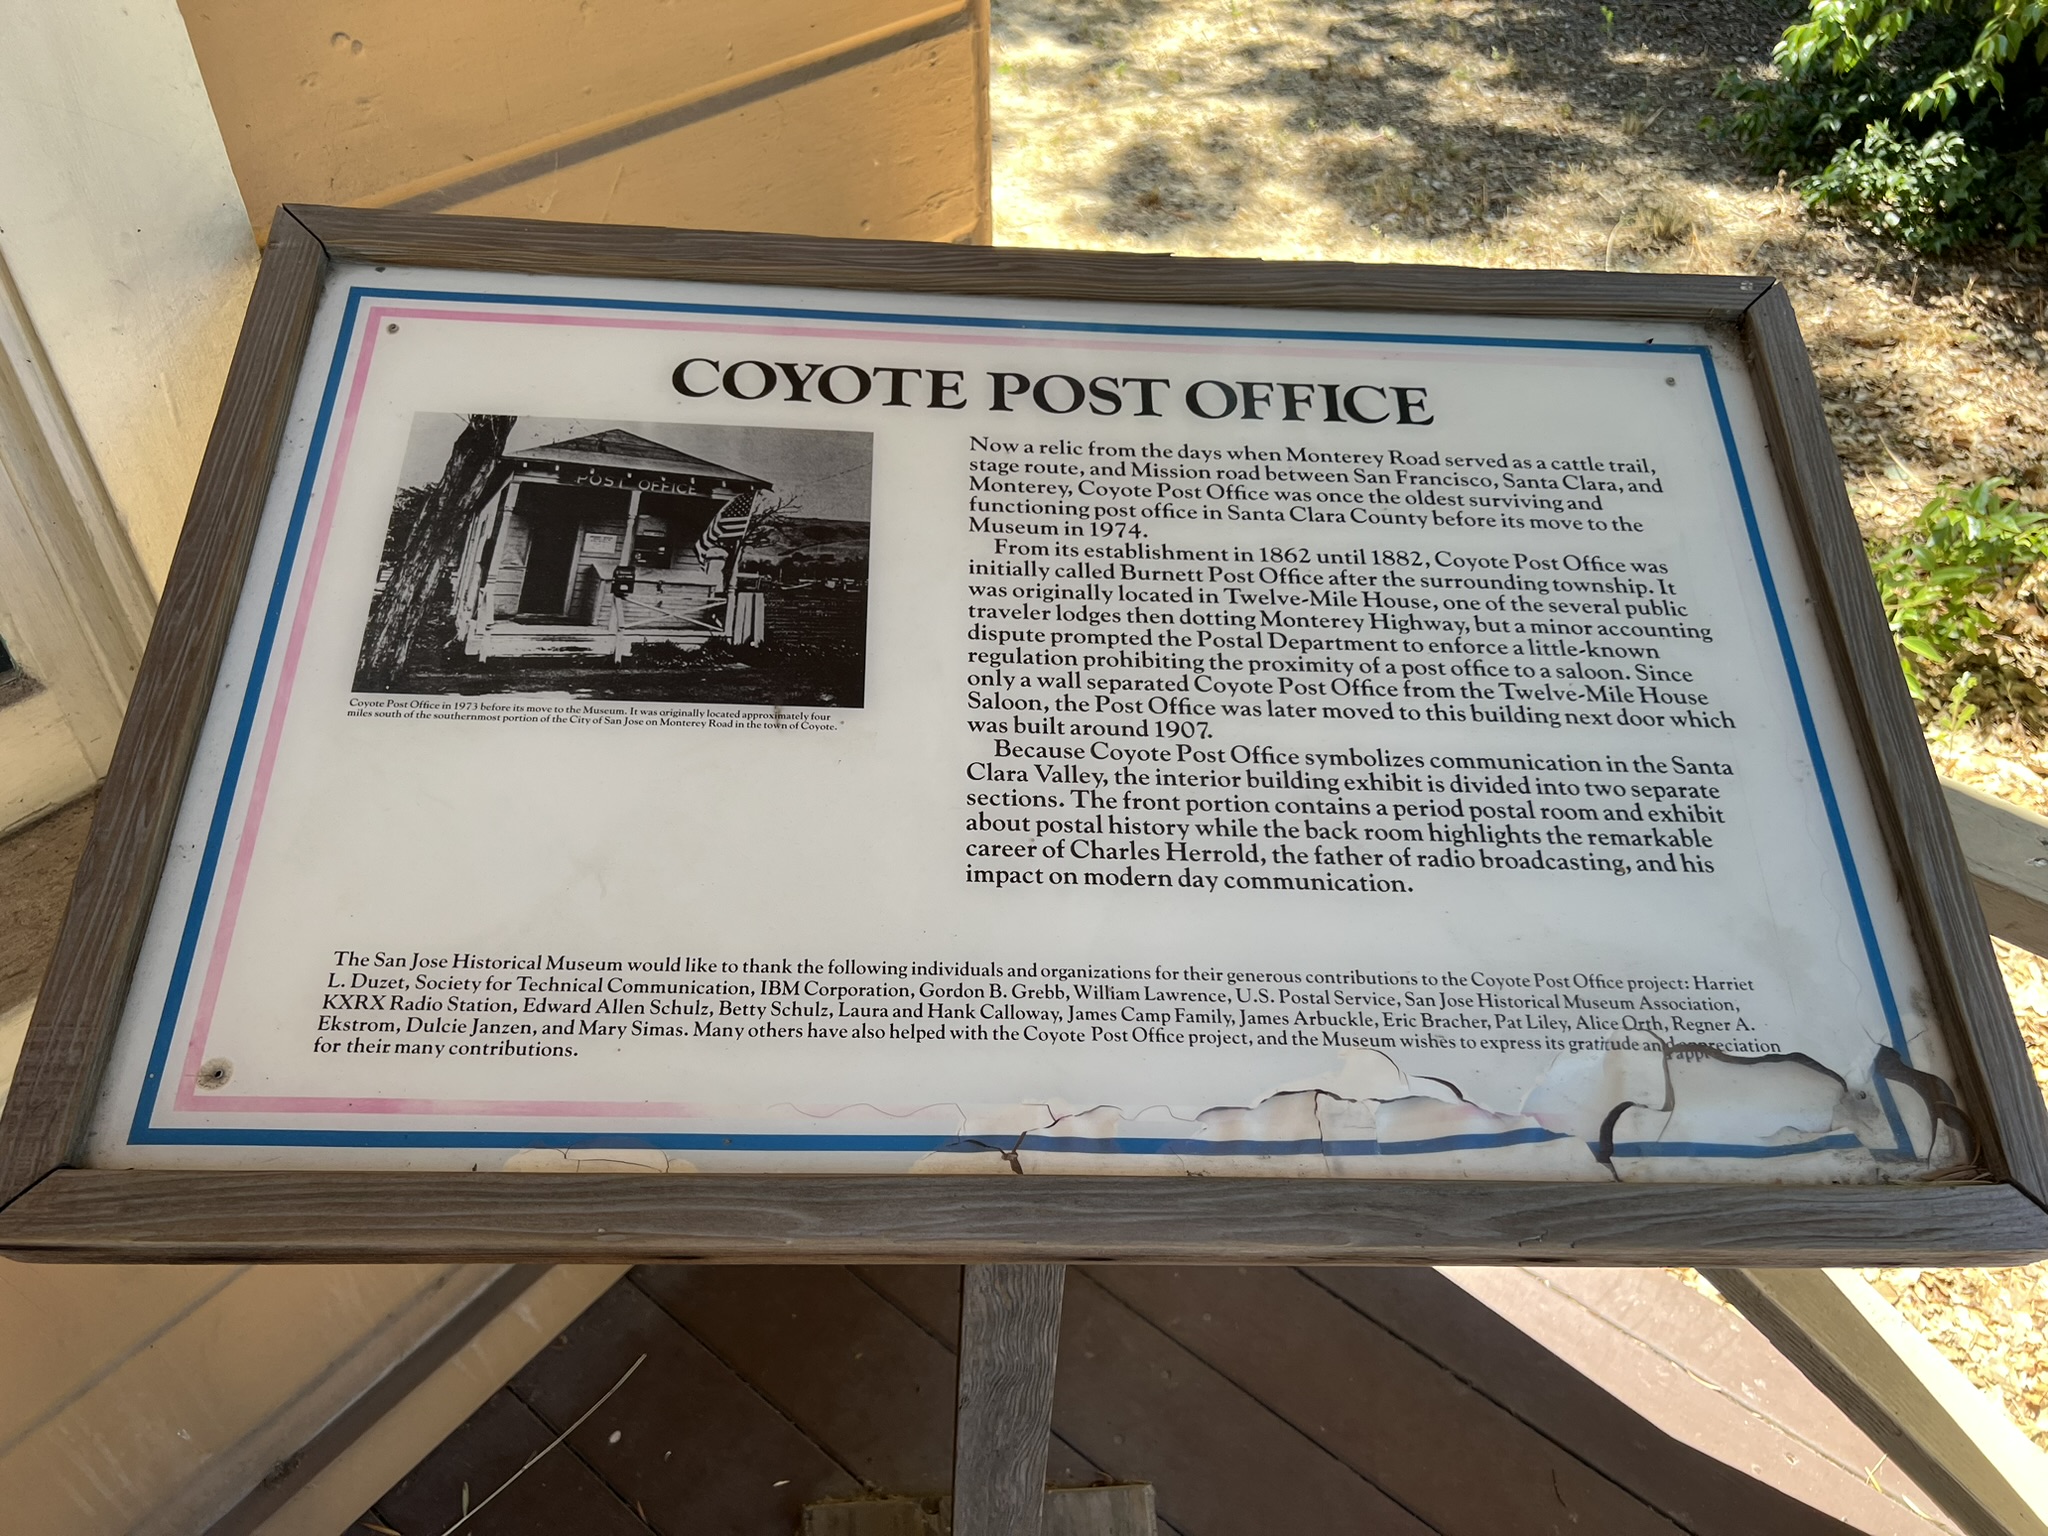 COYOTE POST OFFICE
POST OFFICE
Coyote Post Office in 1973 before its move to the Museum. It was originally located approximately four
miles south of the southernmost portion of the City of San Jose on Monterey Road in the town of Coyote.
Now a relic from the days when Monterey Road served as a cattle trail,
stage route, and Mission road between San Francisco, Santa Clara, and
Monterey, Coyote Post Office was once the oldest surviving and
functioning post office in Santa Clara County before its move to the
Museum in 1974.
From its establishment in 1862 until 1882, Coyote Post Office was
initially called Burnett Post Office after the surrounding township. It
was originally located in Twelve-Mile House, one of the several public
traveler lodges then dotting Monterey Highway, but a minor accounting
dispute prompted the Postal Department to enforce a little-known
regulation prohibiting the proximity of a post office to a saloon. Since
only a wall separated Coyote Post Office from the Twelve-Mile House
Saloon, the Post Office was later moved to this building next door which
was built around 1907.
Because Coyote Post Office symbolizes communication in the Santa
Clara Valley, the interior building exhibit is divided into two separate
sections. The front portion contains a period postal room and exhibit
about postal history while the back room highlights the remarkable
career of Charles Herrold, the father of radio broadcasting, and his
impact on modern day communication.
The San Jose Historical Museum would like to thank the following individuals and organizations for their generous contributions to the Coyote Post Office project: Harriet
L. Duzet, Society for Technical Communication, IBM Corporation, Gordon B. Grebb, William Lawrence, U.S. Postal Service, San Jose Historical Museum Association,
KXRX Radio Station, Edward Allen Schulz, Betty Schulz, Laura and Hank Calloway, James Camp Family, James Arbuckle, Eric Bracher, Pat Liley, Alice Orth, Regner A.
Ekstrom, Dulcie Janzen, and Mary Simas. Many others have also helped with the Coyote Post Office project, and the Museum wishes to express its gratitude and appreciation
for their many contributions.